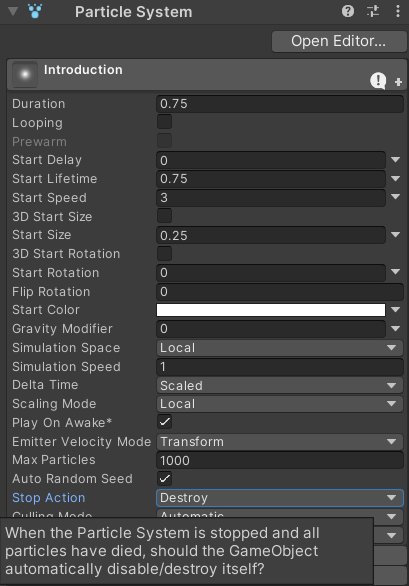 Particle System
Open Editor...
Introduction
Duration 0.75
Looping
Prewarm
Start Delay 0
Start Lifetime 0.75
Start Speed 3
3D Start Size
Start Size 0.25
3D Start Rotation
Start Rotation 0
Flip Rotation 0
Start Color
Gravity Modifier 0
Simulation Space Local
Simulation Speed 1
Delta Time Scaled
Scaling Mode Local
Play On Awake*
Emitter Velocity Mode Transform
Max Particles 1000
Auto Random Seed
Stop Action Destroy
Culling Mode Automatic
When the Particle System is stopped and all
particles have died, should the GameObject
automatically disable/destroy itself?